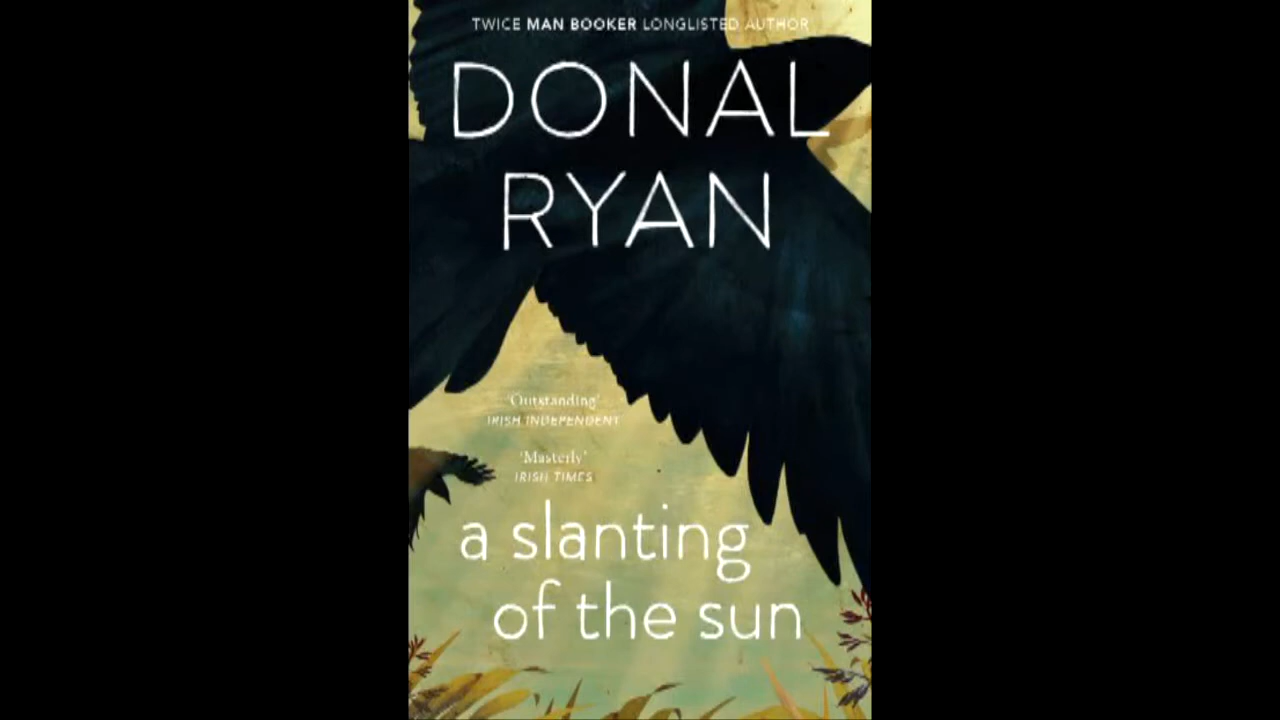 TWICE MAN BOOKER LONGLISTED AUTHOR
DONAL
RYAN
'Outstanding'
IRISH INDEPENDENT
'Masterly'
IRISH TIMES
a slanting
of the sun